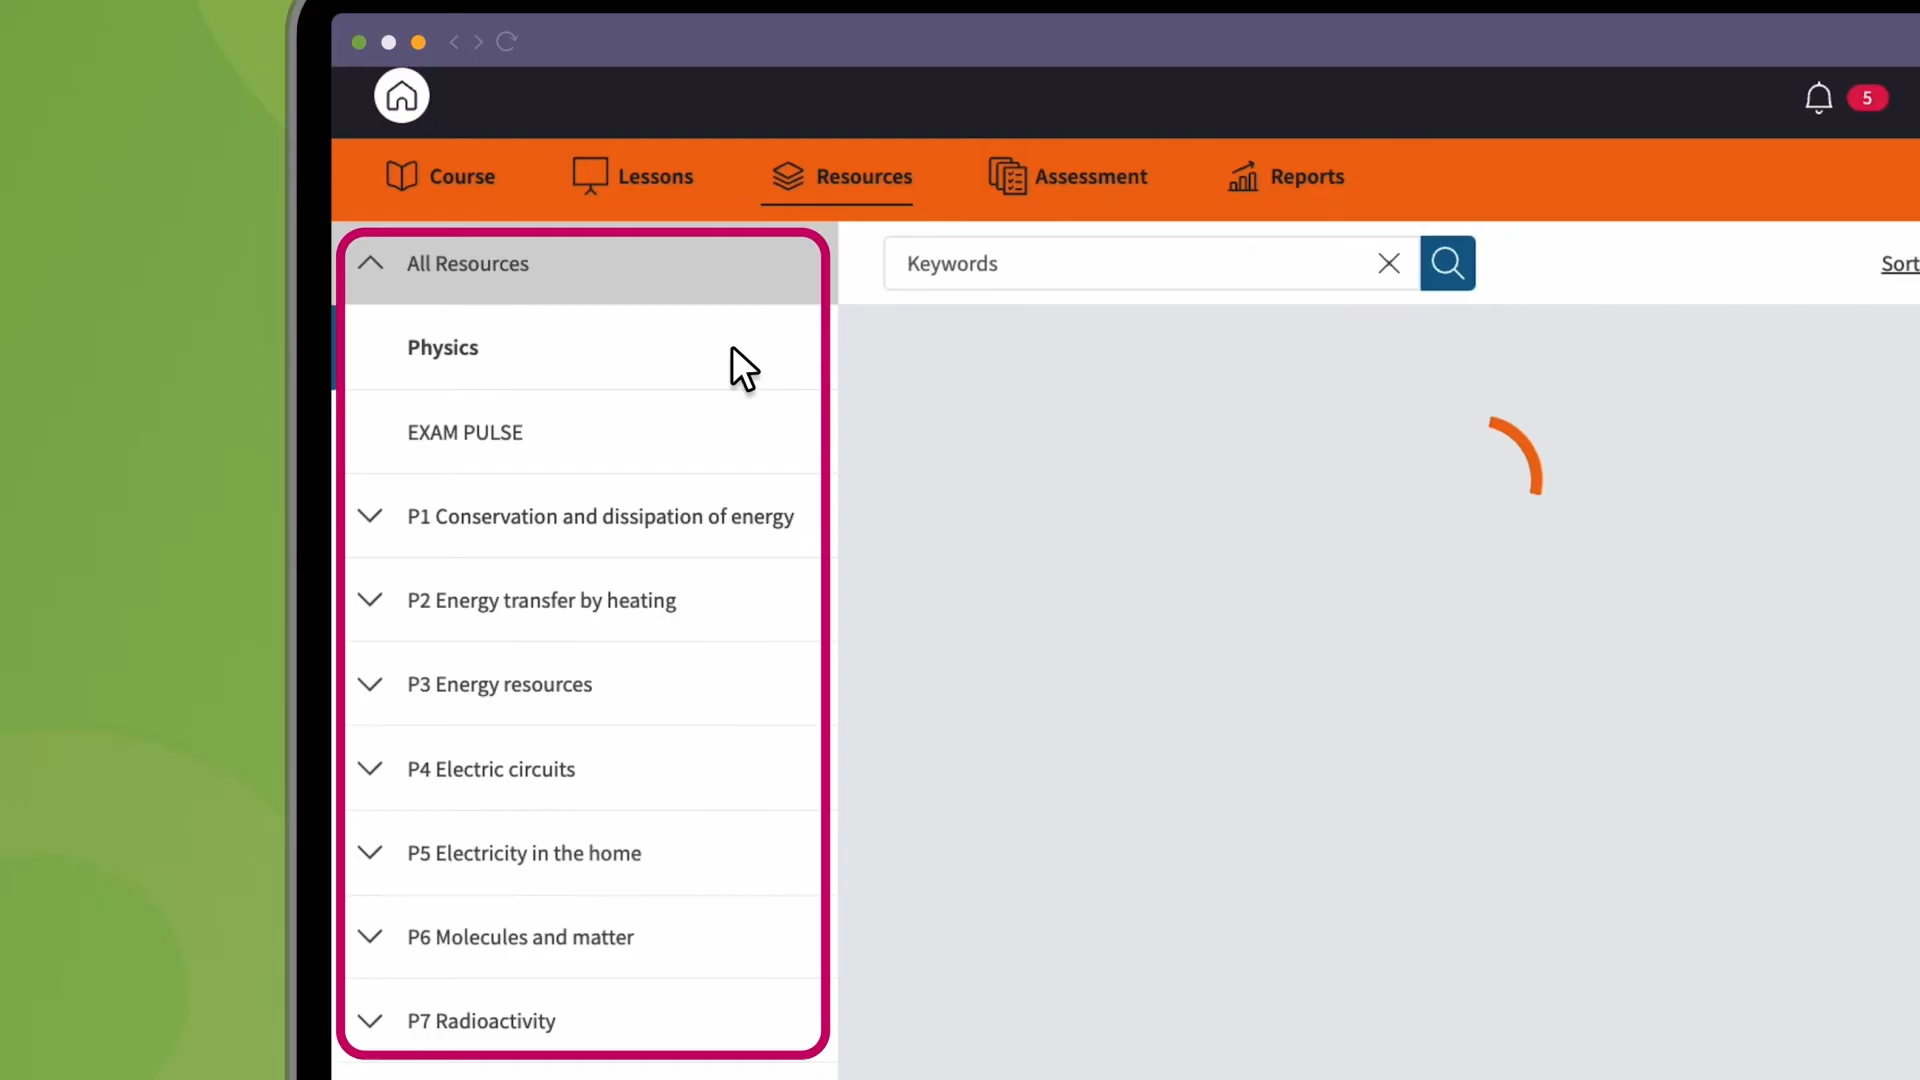 5
Course
Lessons
Resources
Assessment
Reports
All Resources
Keywords
Sort
Physics
EXAM PULSE
P1 Conservation and dissipation of energy
P2 Energy transfer by heating
P3 Energy resources
P4 Electric circuits
P5 Electricity in the home
P6 Molecules and matter
P7 Radioactivity